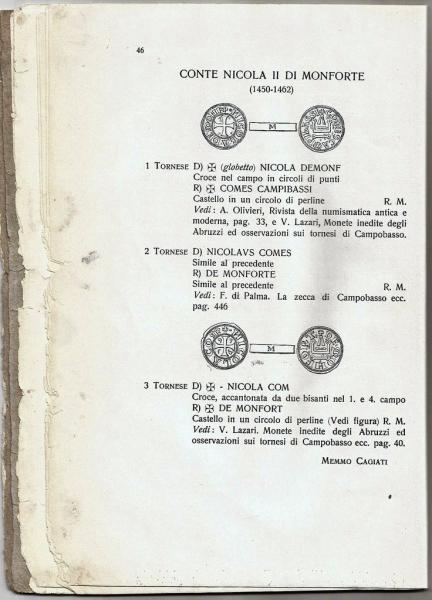 46
CONTE NICOLA II DI MONFORTE
(1450-1462)
M
1 TORNESE D) ✠ (globetto) NICOLA DEMONF
Croce nel campo in circoli di punti
R) ✠ COMES CAMPIBASSI
Castello in un circolo di perline R. M.
Vedi: A. Olivieri, Rivista della numismatica antica e
moderna, pag. 33, e V. Lazari, Monete inedite degli
Abruzzi ed osservazioni sui tornesi di Campobasso.
2 TORNESE D) NICOLAVS COMES
Simile al precedente
R) DE MONFORTE
Simile al precedente R. M.
Vedi: F. di Palma. La zecca di Campobasso ecc.
pag. 446
M
3 TORNESE D) ✠ - NICOLA COM
Croce, accantonata da due bisanti nel 1. e 4. campo
R) ✠ DE MONFORT
Castello in un circolo di perline (Vedi figura) R. M.
Vedi: V. Lazari. Monete inedite degli Abruzzi ed
osservazioni sui tornesi di Campobasso ecc. pag. 40.
MEMMO CAGIATI